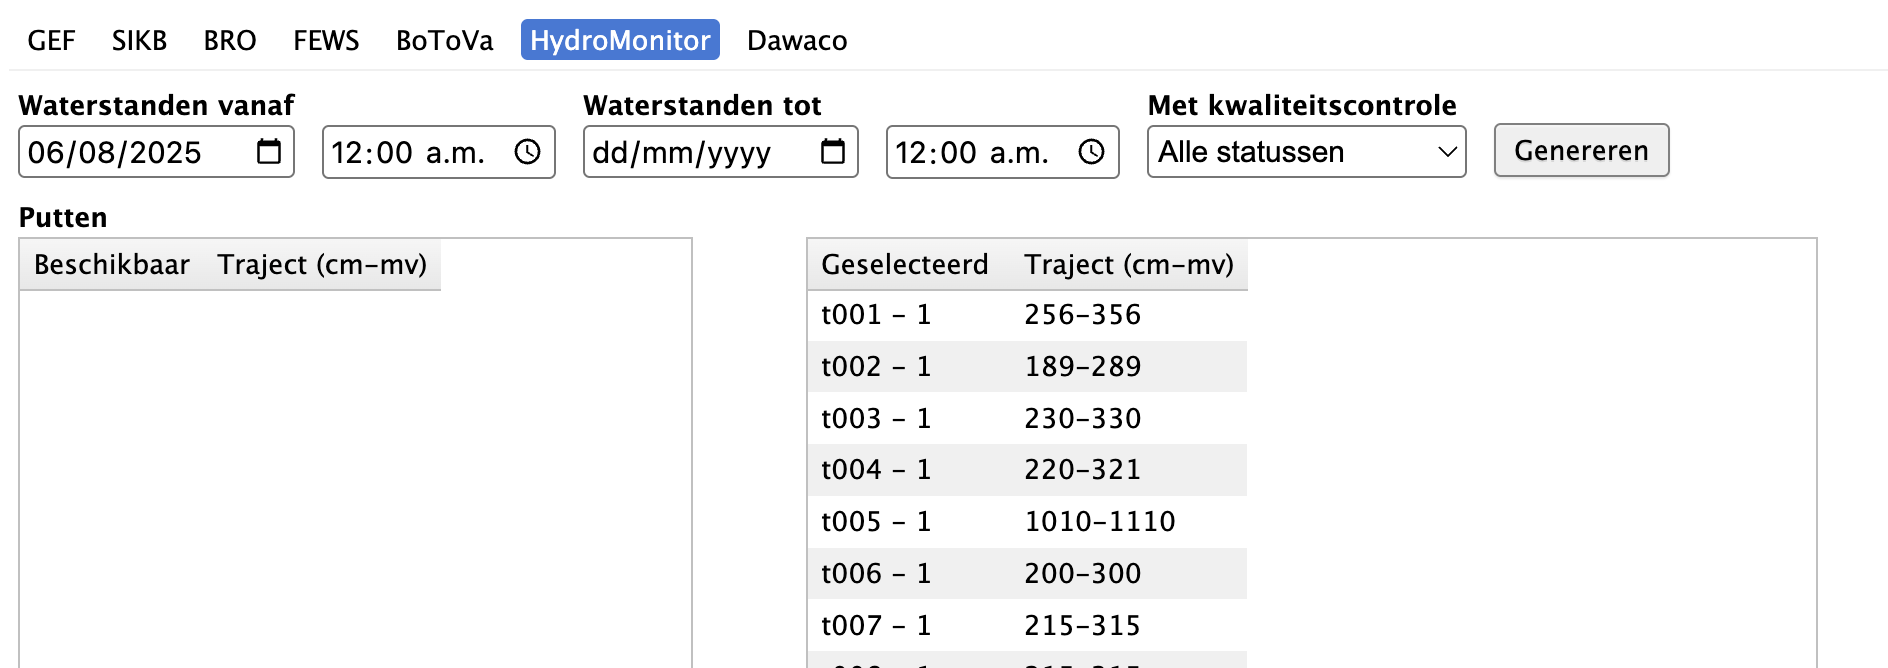 GEF SIKB BRO FEWS BoToVa HydroMonitor Dawaco
Waterstanden vanaf Waterstanden tot Met kwaliteitscontrole
06/08/2025 12:00 a.m. dd/mm/yyyy 12:00 a.m. Alle statussen Genereren
Putten
Beschikbaar Traject (cm-mv) Geselecteerd Traject (cm-mv)
t001 - 1 256-356
t002 - 1 189-289
t003 - 1 230-330
t004 - 1 220-321
t005 - 1 1010-1110
t006 - 1 200-300
t007 - 1 215-315